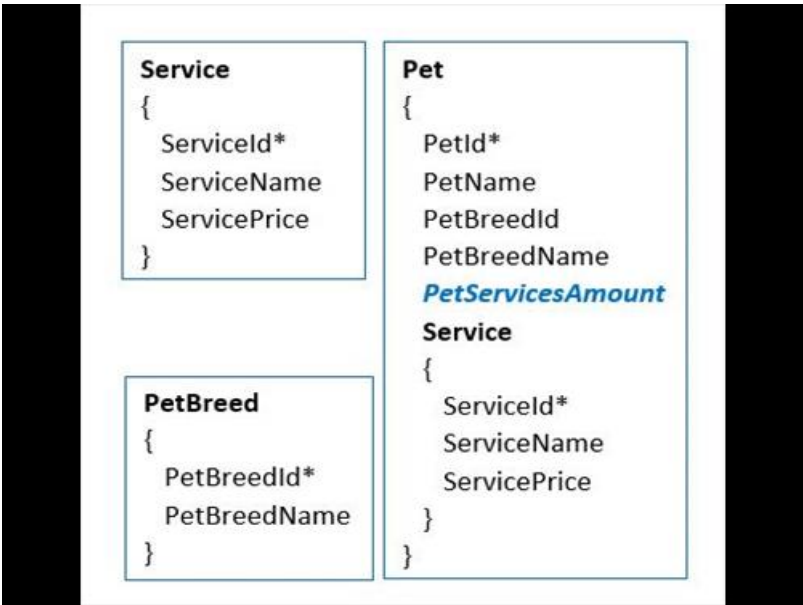 Service
{
ServiceId*
ServiceName
ServicePrice
}
PetBreed
{
PetBreedId*
PetBreedName
}
Pet
{
PetId*
PetName
PetBreedId
PetBreedName
PetServicesAmount
Service
{
ServiceId*
ServiceName
ServicePrice
}
}